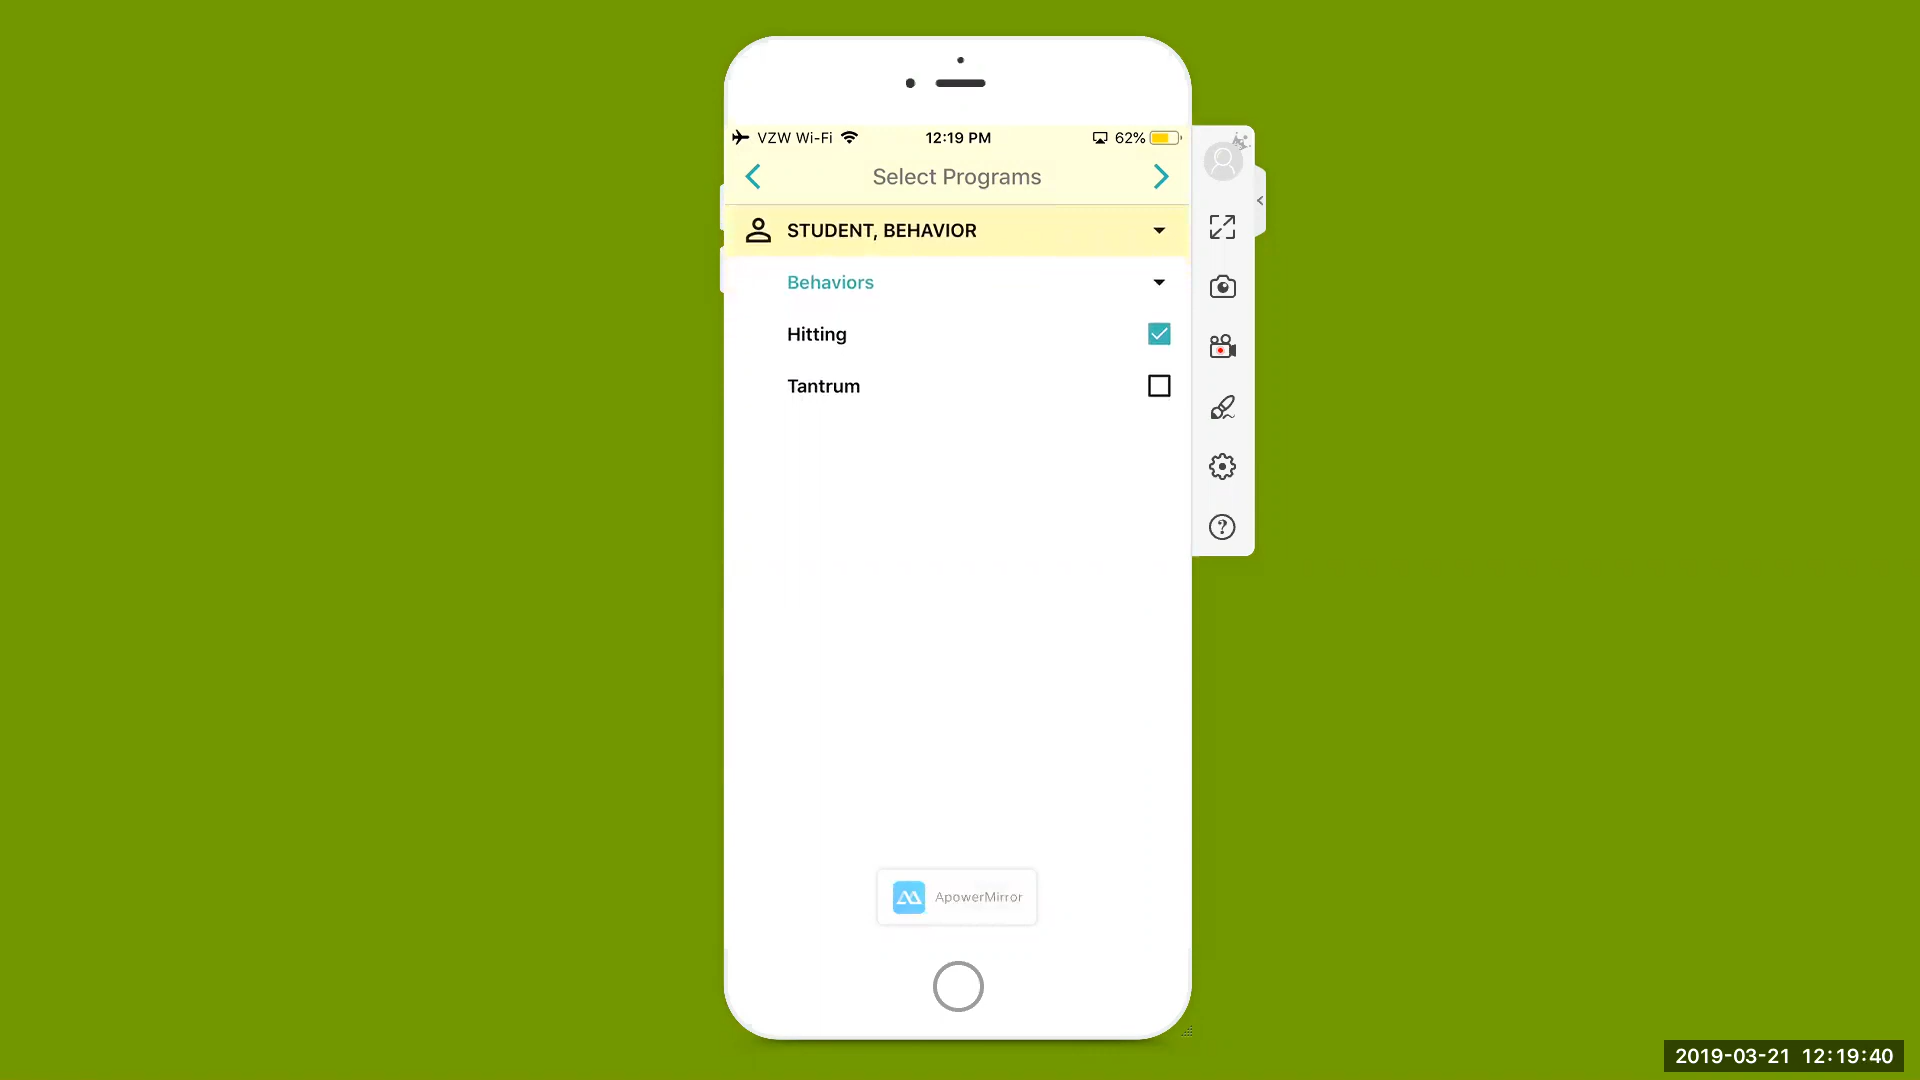 VZW Wi-Fi 12:19 PM 62%
Select Programs
STUDENT, BEHAVIOR
Behaviors
Hitting
Tantrum
ApowerMirror
2019-03-21 12:19:40